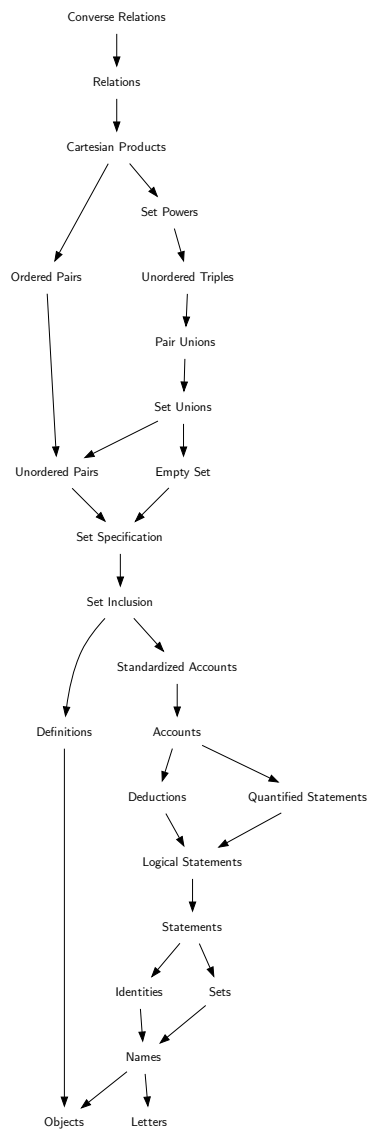 Converse Relations
Relations
Cartesian Products
Set Powers
Ordered Pairs
Unordered Triples
Pair Unions
Set Unions
Unordered Pairs
Empty Set
Set Specification
Set Inclusion
Standardized Accounts
Definitions
Accounts
Deductions
Quantified Statements
Logical Statements
Statements
Identities
Sets
Names
Objects
Letters